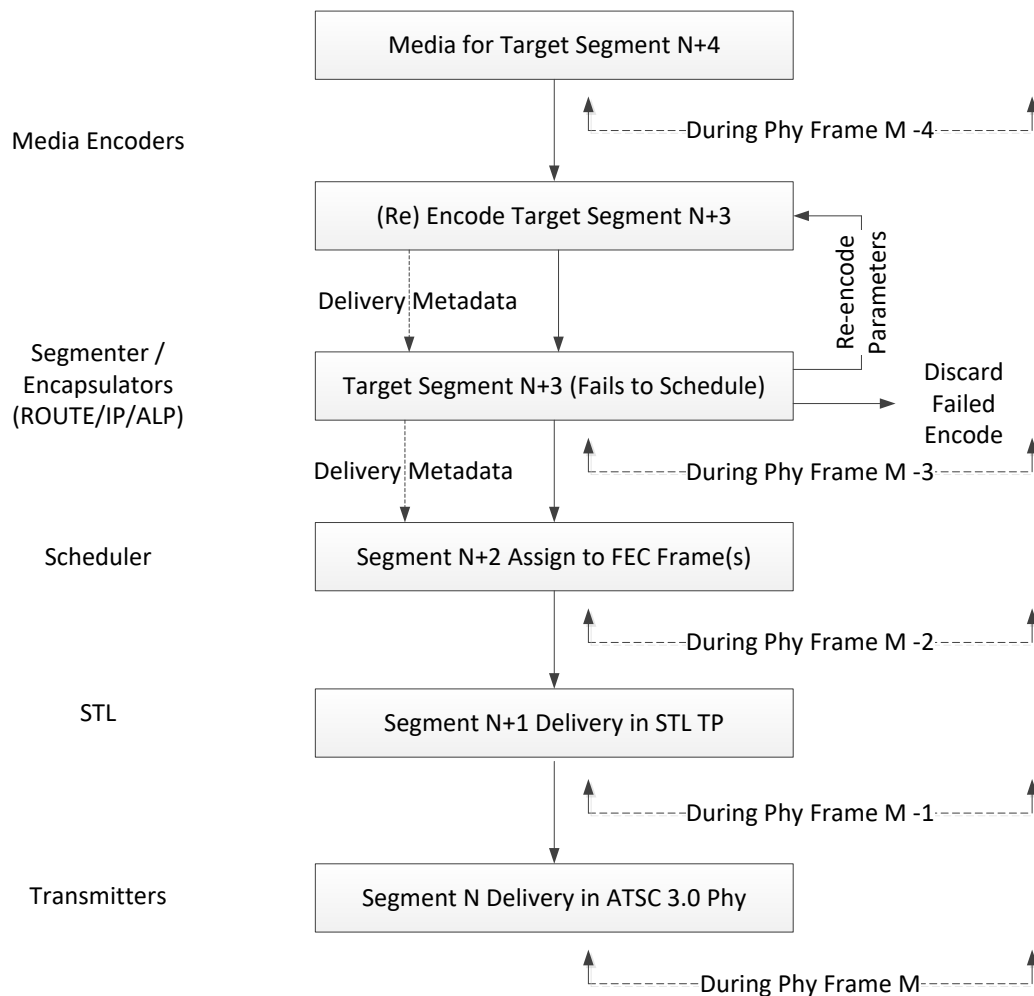 Media for Target Segment N+4
During Phy Frame M -4
Media Encoders
(Re) Encode Target Segment N+3
Re-encode
Parameters
Delivery Metadata
Segmenter /
Encapsulators
(ROUTE/IP/ALP)
Target Segment N+3 (Fails to Schedule)
Discard
Failed
Encode
Delivery Metadata
During Phy Frame M -3
Scheduler
Segment N+2 Assign to FEC Frame(s)
During Phy Frame M -2
STL
Segment N+1 Delivery in STL TP
During Phy Frame M -1
Transmitters
Segment N Delivery in ATSC 3.0 Phy
During Phy Frame M